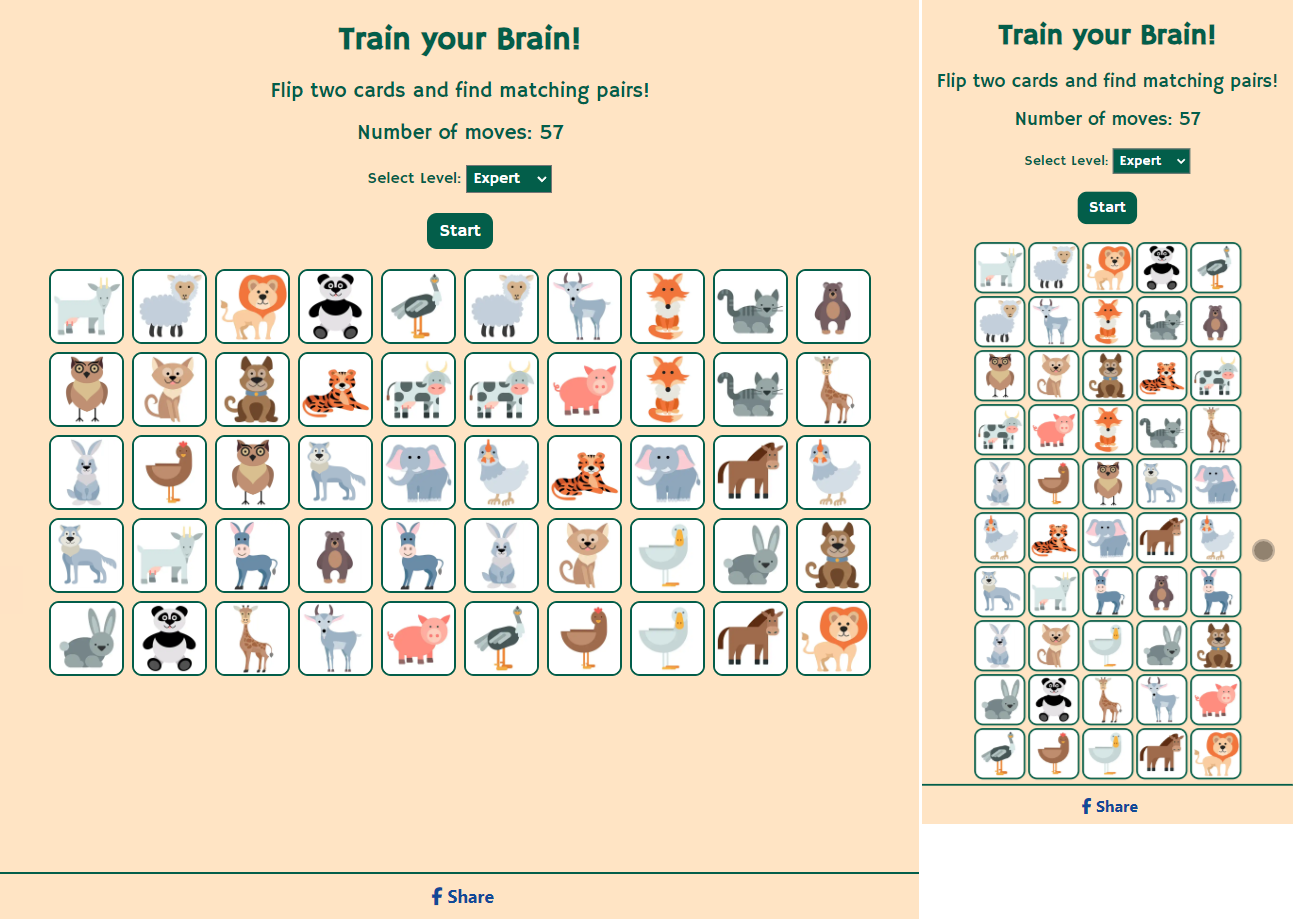 Train your Brain!
Flip two cards and find matching pairs!
Number of moves: 57
Select Level: Expert
Start
Share
Train your Brain!
Flip two cards and find matching pairs!
Number of moves: 57
Select Level: Expert
Start
Share